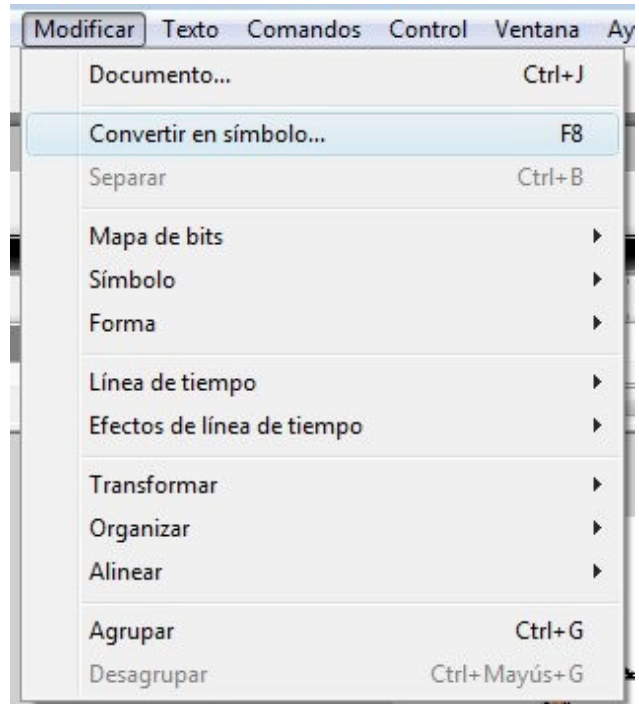 Modificar Texto Comandos Control Ventana Ay
Documento... Ctrl+J
Convertir en símbolo... F8
Separar Ctrl+B
Mapa de bits
Símbolo
Forma
Línea de tiempo
Efectos de línea de tiempo
Transformar
Organizar
Alinear
Agrupar Ctrl+G
Desagrupar Ctrl+Mayús+G